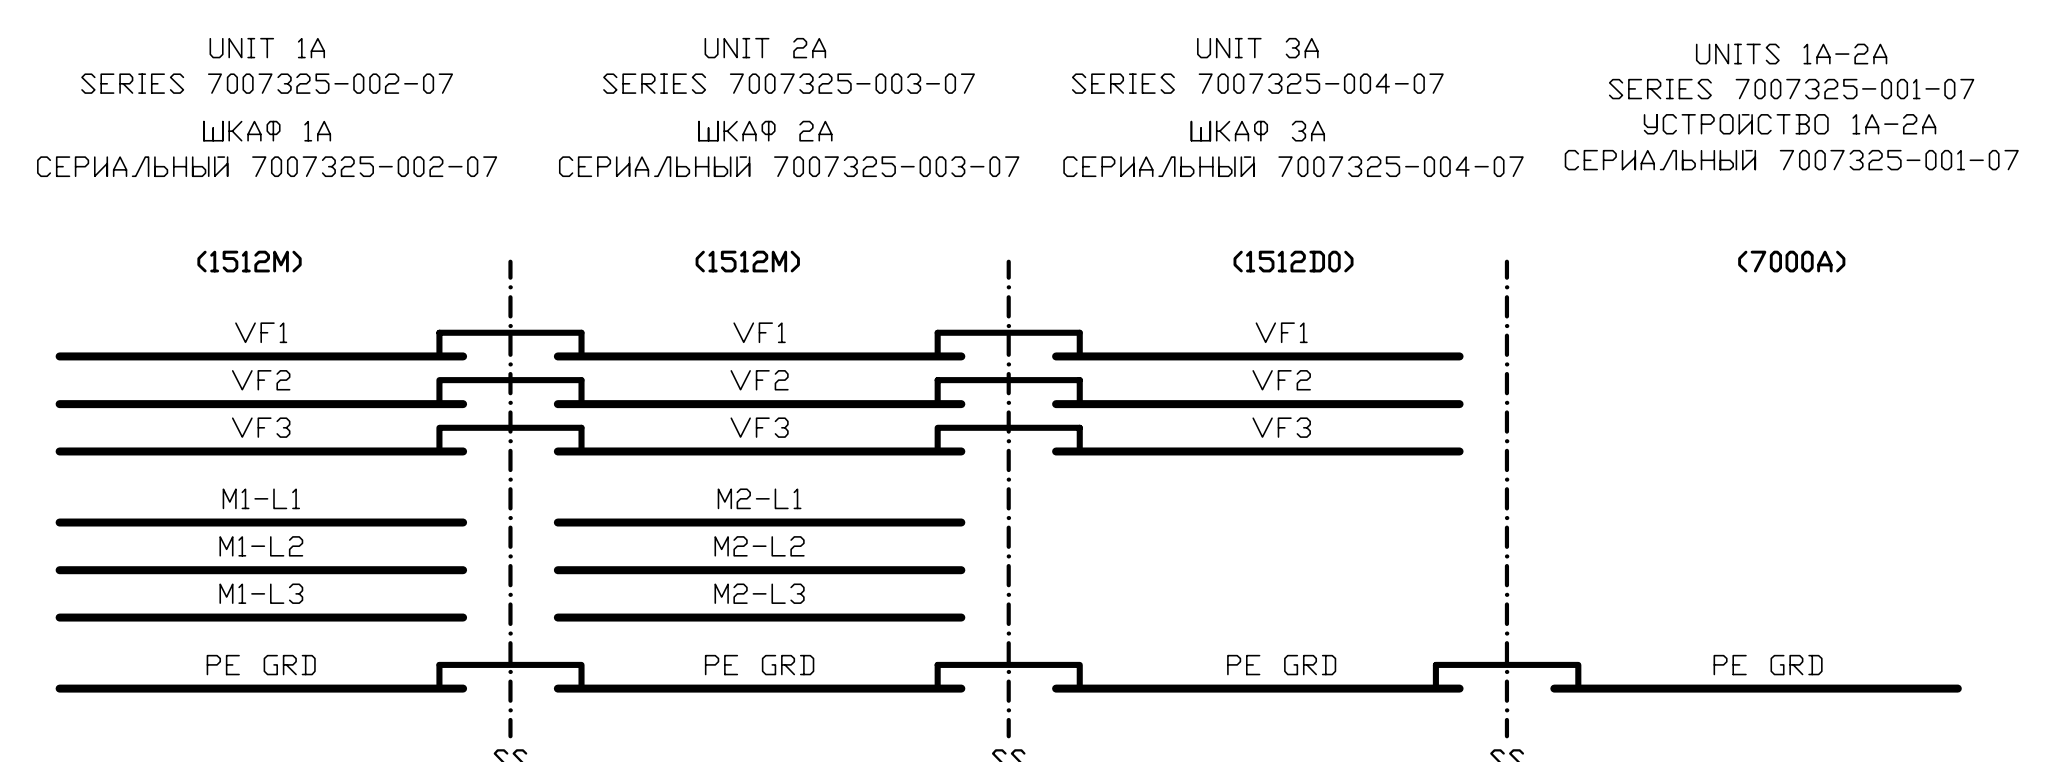 UNIT 1A
SERIES 7007325-002-07
ШКАФ 1A
СЕРИАЛЬНЫЙ 7007325-002-07
UNIT 2A
SERIES 7007325-003-07
ШКАФ 2A
СЕРИАЛЬНЫЙ 7007325-003-07
UNIT 3A
SERIES 7007325-004-07
ШКАФ 3A
СЕРИАЛЬНЫЙ 7007325-004-07
UNITS 1A-2A
SERIES 7007325-001-07
УСТРОЙСТВО 1A-2A
СЕРИАЛЬНЫЙ 7007325-001-07
(1512M)
(1512M)
(1512D0)
(7000A)
VF1
VF1
VF1
VF2
VF2
VF2
VF3
VF3
VF3
M1-L1
M2-L1
M1-L2
M2-L2
M1-L3
M2-L3
PE GRD
PE GRD
PE GRD
PE GRD